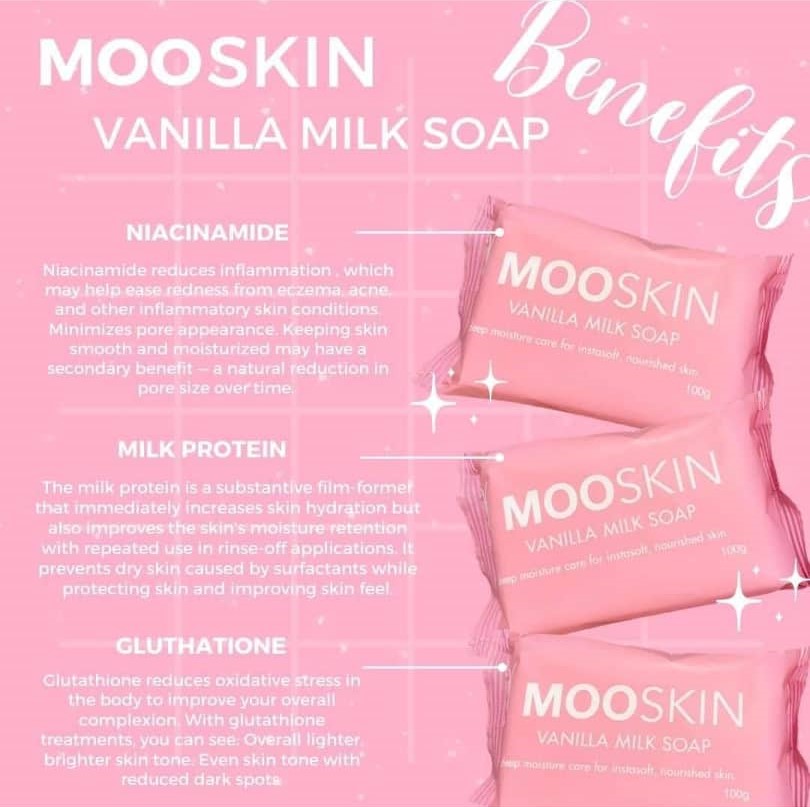 MOOSKIN
Benefits
VANILLA MILK SOAP
NIACINAMIDE
Niacinamide reduces inflammation , which
may help ease redness from eczema, acne,
and other inflammatory skin conditions.
Minimizes pore appearance. Keeping skin
smooth and moisturized may have a
secondary benefit — a natural reduction in
pore size over time.
MOOSKIN
VANILLA MILK SOAP
moisture care for instasoft, nourished skin
100g
MILK PROTEIN
The milk protein is a substantive film-former
that immediately increases skin hydration but
also improves the skin's moisture retention
with repeated use in rinse-off applications. It
prevents dry skin caused by surfactants while
protecting skin and improving skin feel.
MOOSKIN
VANILLA MILK SOAP
moisture care for instasoft, nourished skin
100g
GLUTHATIONE
Glutathione reduces oxidative stress in
the body to improve your overall
complexion. With glutathione
treatments, you can see: Overall lighter,
brighter skin tone. Even skin tone with
reduced dark spots
MOOSKIN
VANILLA MILK SOAP
moisture care for instasoft, nourished skin.
100g